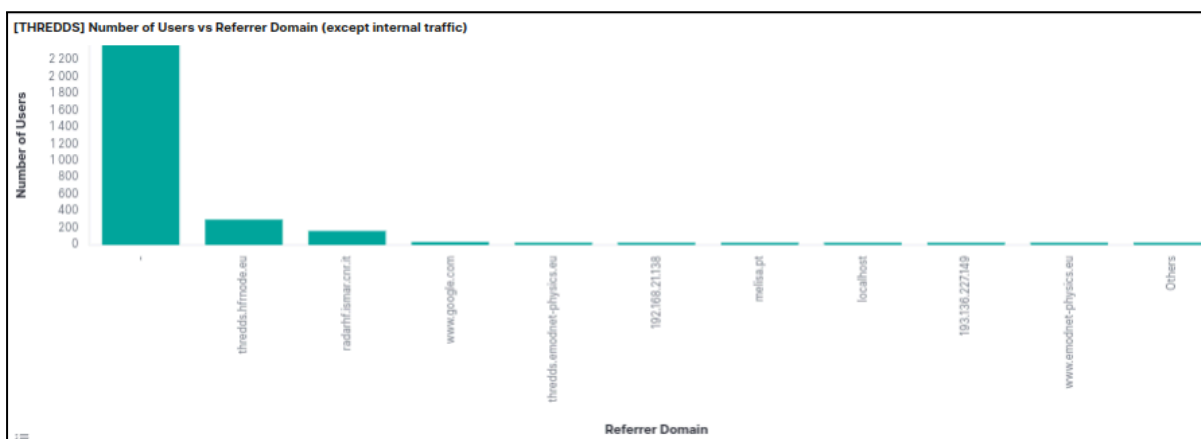 [THREDDS] Number of Users vs Referrer Domain (except internal traffic)
Number of Users
2 200
2 000
1 800
1 600
1 400
1 200
1 000
800
600
400
200
0
-
thredds.hfrnode.eu
radarhf.ismar.cnr.it
www.google.com
thredds.emodnet-physics.eu
192.168.21.138
melisa.pt
localhost
193.136.227.149
www.emodnet-physics.eu
Others
Referrer Domain